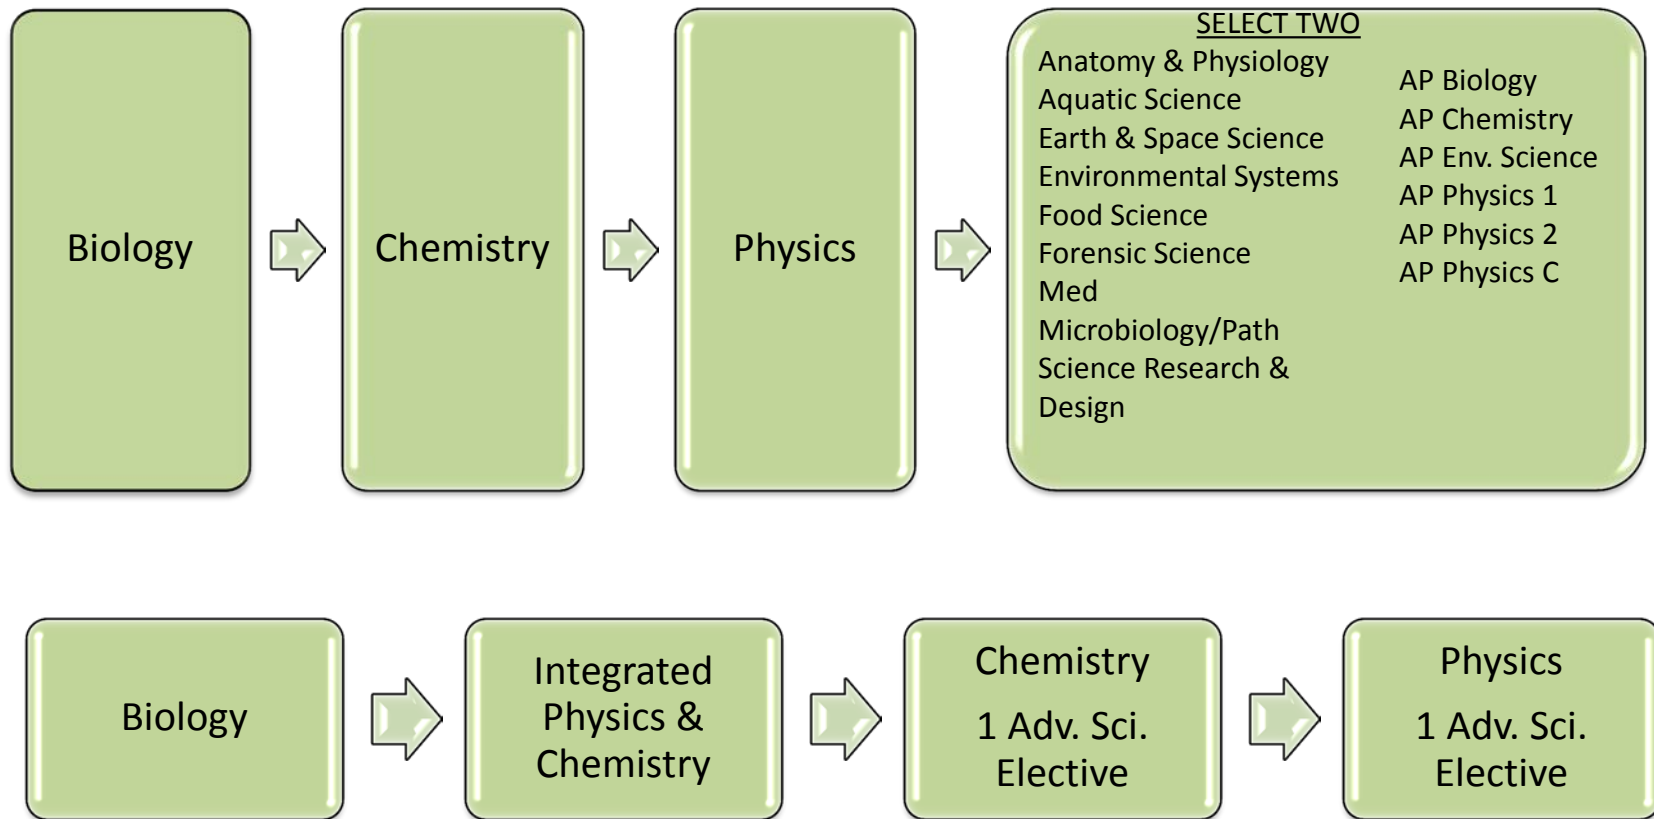 Biology
Chemistry
Physics
SELECT TWO
Anatomy & Physiology
Aquatic Science
Earth & Space Science
Environmental Systems
Food Science
Forensic Science
Med
Microbiology/Path
Science Research &
Design
AP Biology
AP Chemistry
AP Env. Science
AP Physics 1
AP Physics 2
AP Physics C
Biology
Integrated
Physics &
Chemistry
Chemistry
1 Adv. Sci.
Elective
Physics
1 Adv. Sci.
Elective